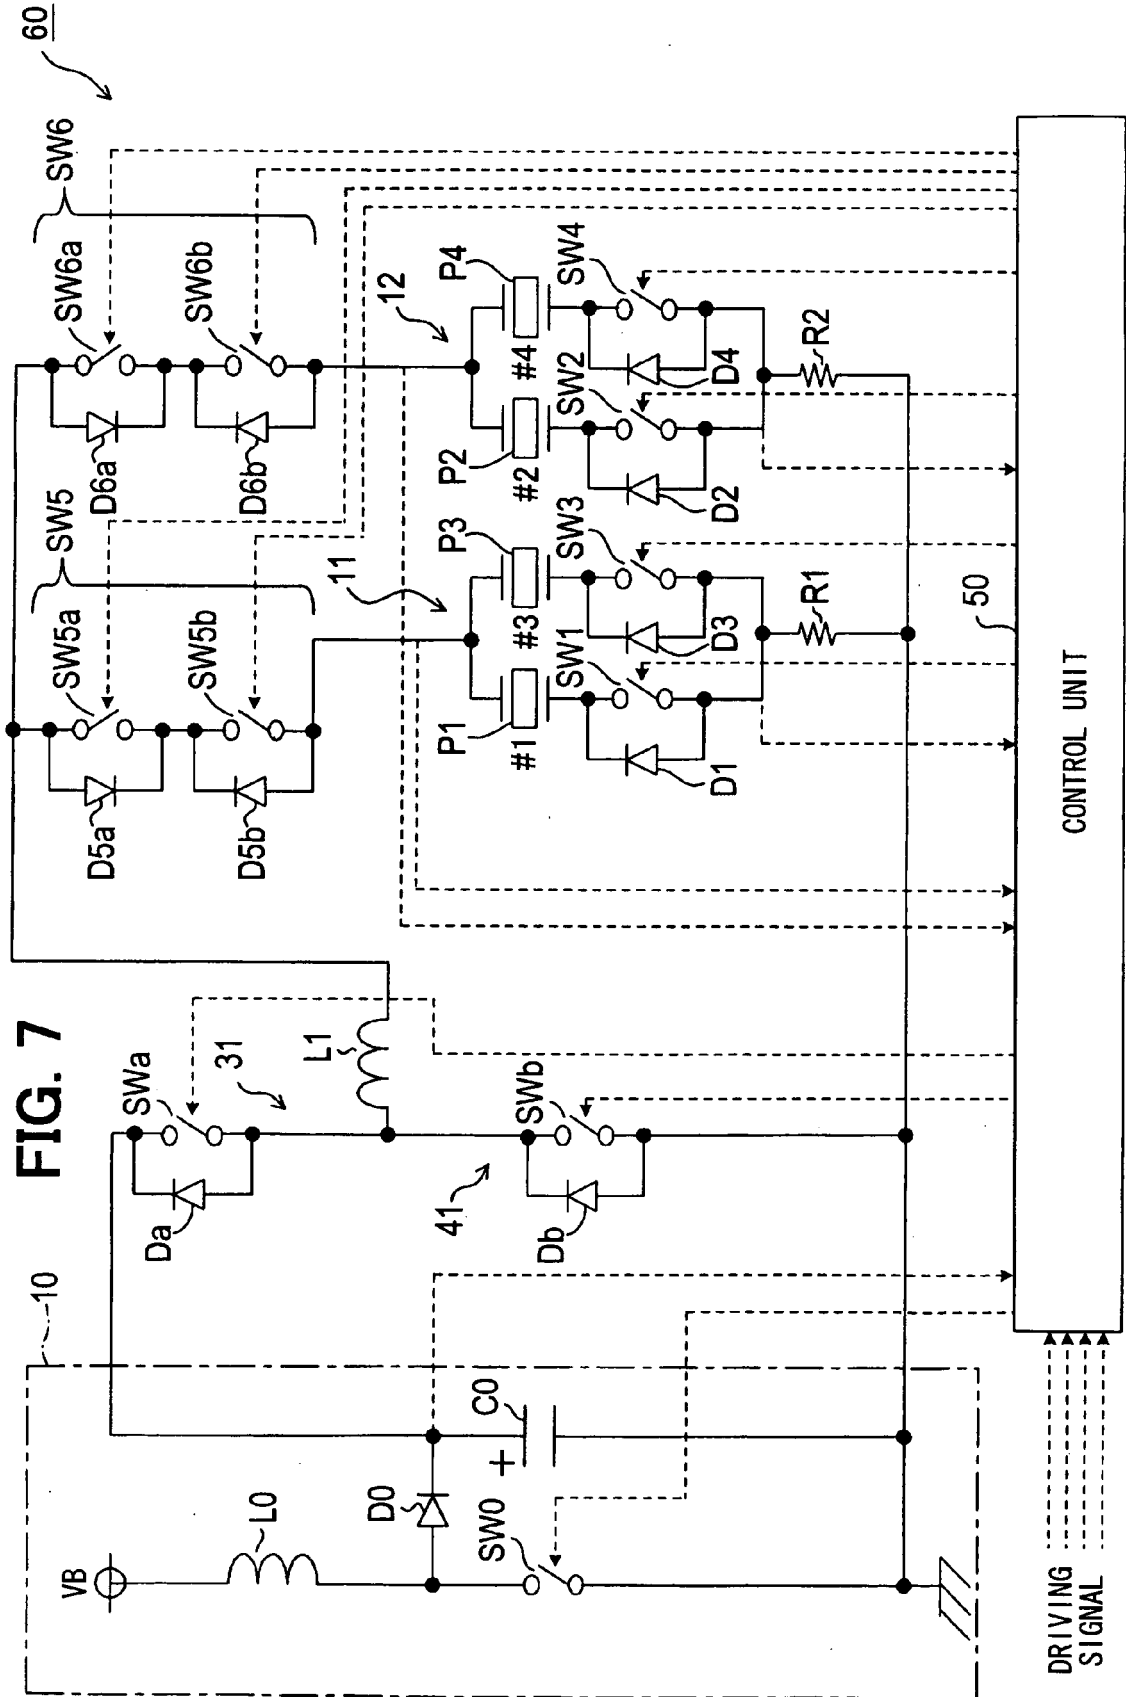 FIG. 7
60
SW6
SW6a
SW6b
D6a
D6b
SW5
SW5a
SW5b
D5a
D5b
12
P4
#4
P2
#2
SW4
SW2
D4
D2
R2
11
P3
#3
P1
#1
SW3
SW1
D3
D1
R1
50
CONTROL UNIT
SWa
31
Da
L1
SWb
41
Db
10
C0
+
D0
L0
VB
SW0
DRIVING
SIGNAL